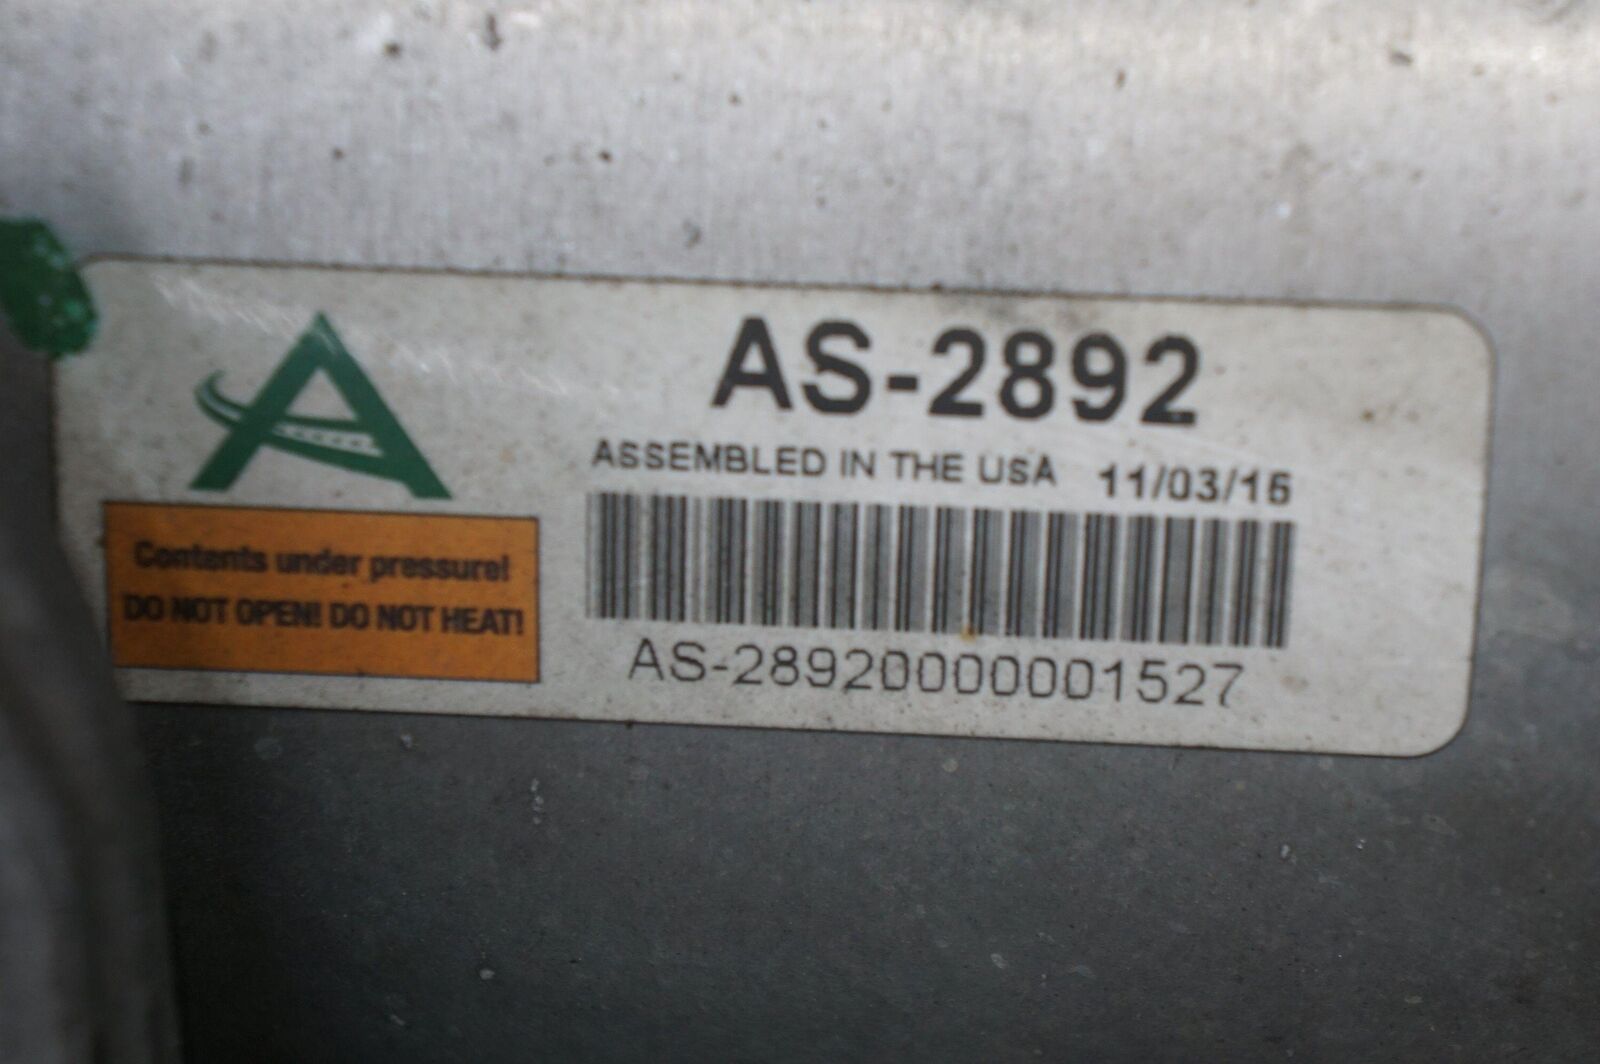 AS-2892
ASSEMBLED IN THE USA 11/03/16
Contents under pressure!
DO NOT OPEN! DO NOT HEAT!
AS-28920000001527